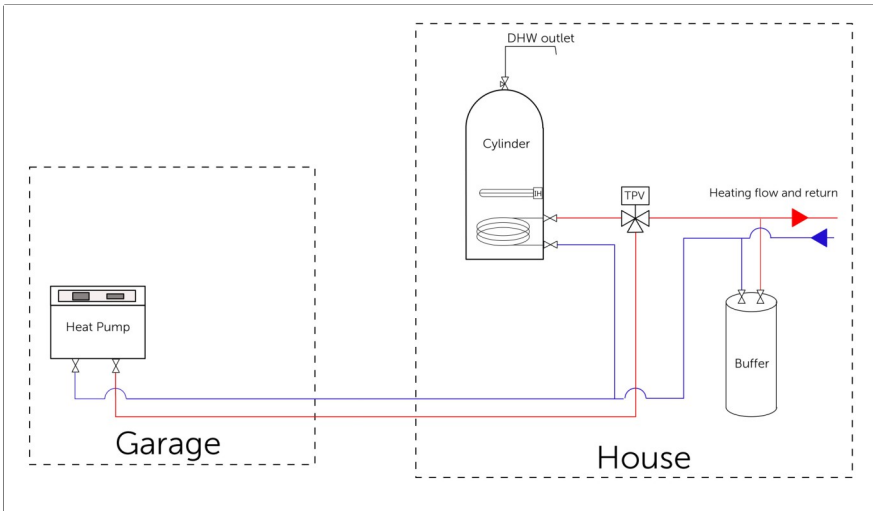 DHW outlet
Cylinder
IH
TPV
Heating flow and return
Heat Pump
Buffer
Garage
House